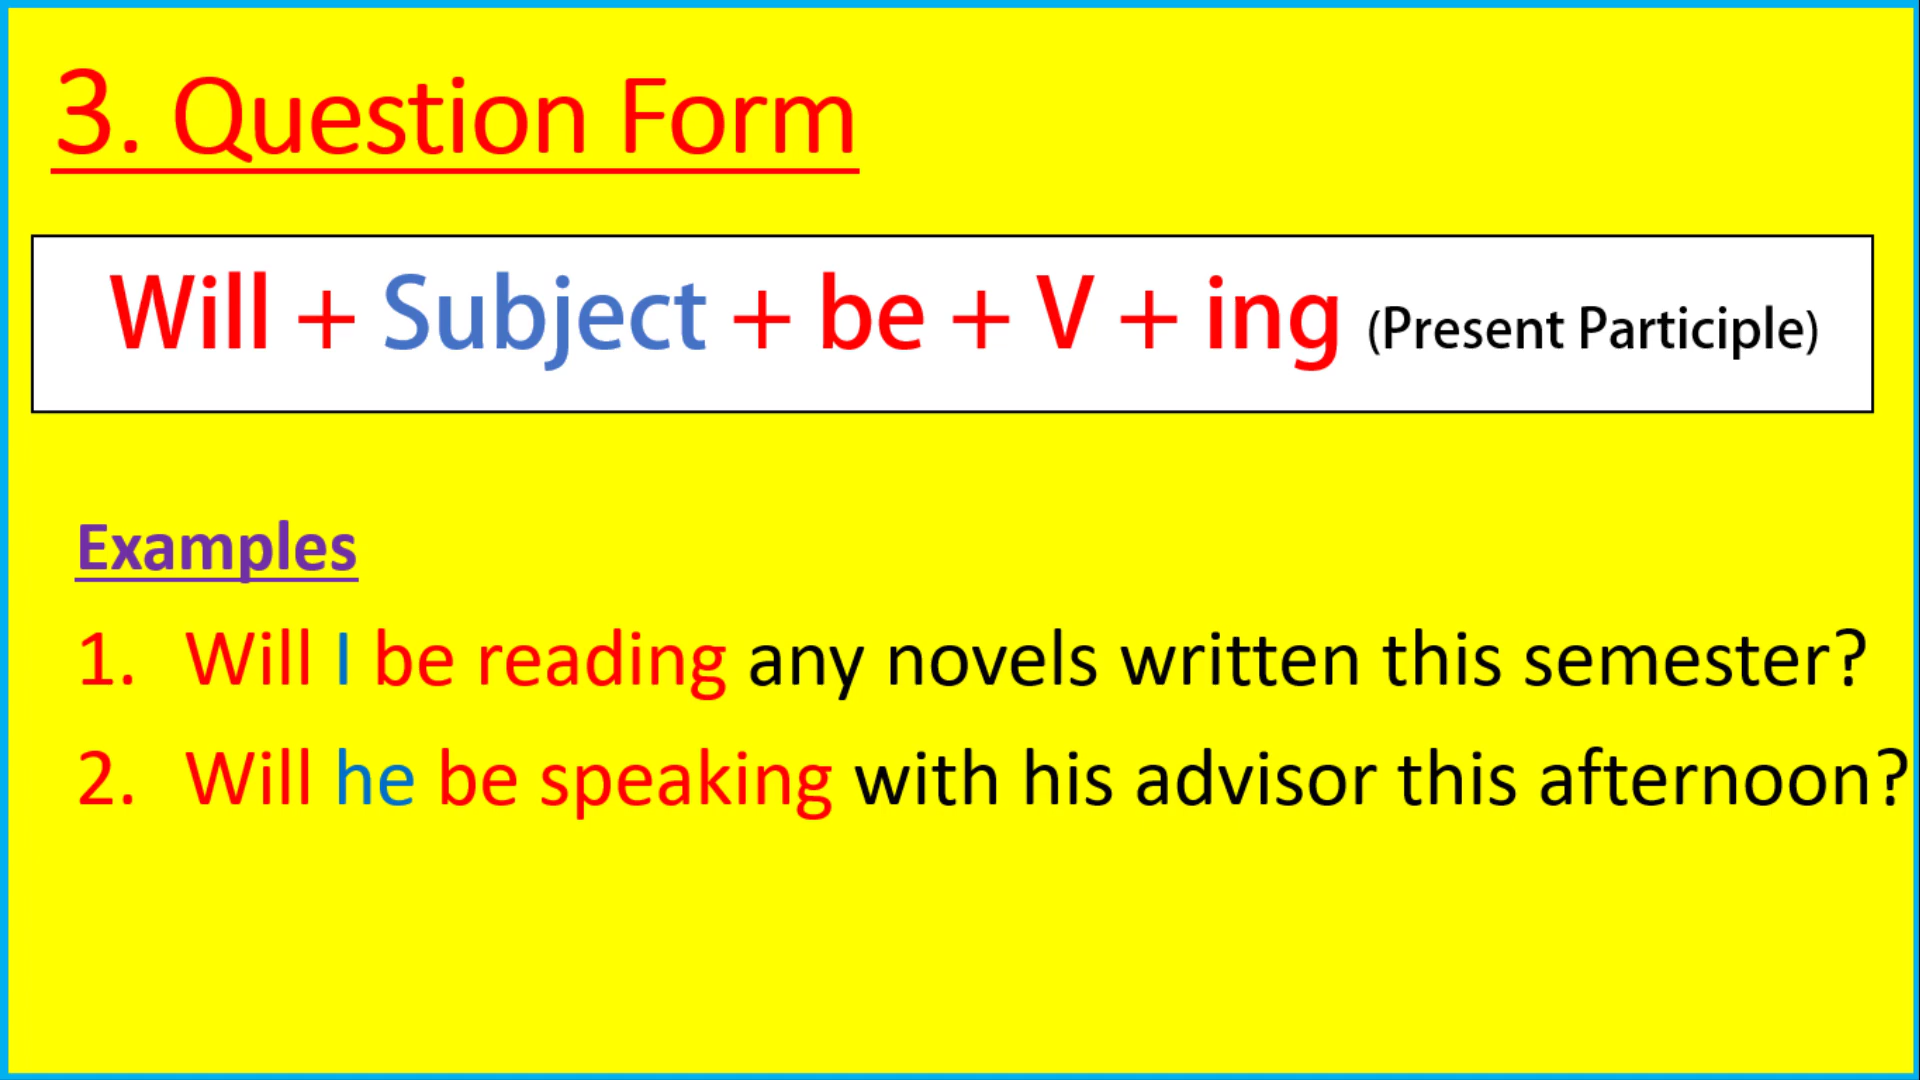 3. Question Form
Will + Subject + be + V + ing (Present Participle)
Examples
1. Will I be reading any novels written this semester?
2. Will he be speaking with his advisor this afternoon?